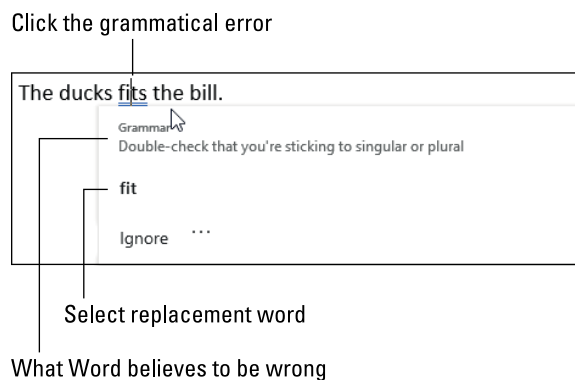 Click the grammatical error
The ducks fits the bill.
Grammar
Double-check that you're sticking to singular or plural
fit
Ignore ...
Select replacement word
What Word believes to be wrong